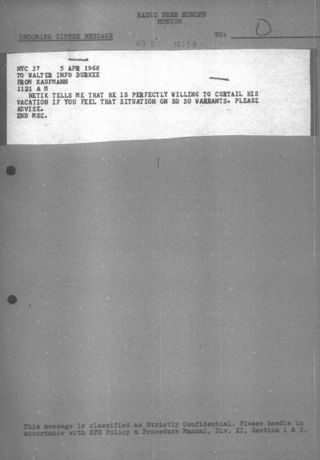 RADIO FREE EUROPE
MUNICH
INCOMING CIPHER MESSAGE
TO: D
NYC 37 5 APR 1968
TO WALTER INFO DURKEE
FROM KAUFMANN
1121 A M
METIK TELLS ME THAT HE IS PERFECTLY WILLING TO CURTAIL HIS
VACATION IF YOU FEEL THAT SITUATION ON BD SO WARRANTS. PLEASE
ADVISE.
END MSG.
This message is classified as Strictly Confidential. Please handle in
accordance with RFE Policy & Procedure Manual, Div. II, Section 1 & 2.